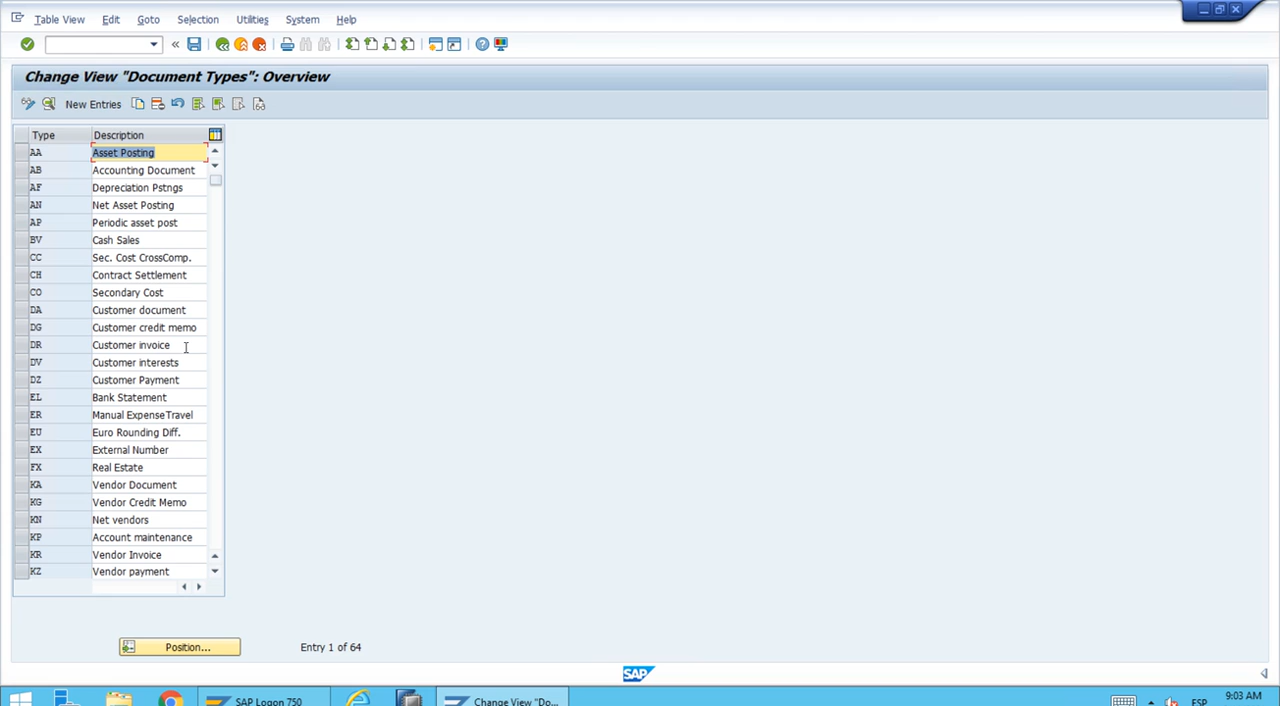 Table View Edit Goto Selection Utilities System Help
Change View "Document Types": Overview
New Entries
Type Description
AA Asset Posting
AB Accounting Document
AF Depreciation Pstngs
AN Net Asset Posting
AP Periodic asset post
BV Cash Sales
CC Sec. Cost CrossComp.
CH Contract Settlement
CO Secondary Cost
DA Customer document
DG Customer credit memo
DR Customer invoice
DV Customer interests
DZ Customer Payment
EL Bank Statement
ER Manual ExpenseTravel
EU Euro Rounding Diff.
EX External Number
FX Real Estate
KA Vendor Document
KG Vendor Credit Memo
KN Net vendors
KP Account maintenance
KR Vendor Invoice
KZ Vendor payment
Position... Entry 1 of 64
SAP
SAP Logon 750 Change View "Do... ESP 9:03 AM